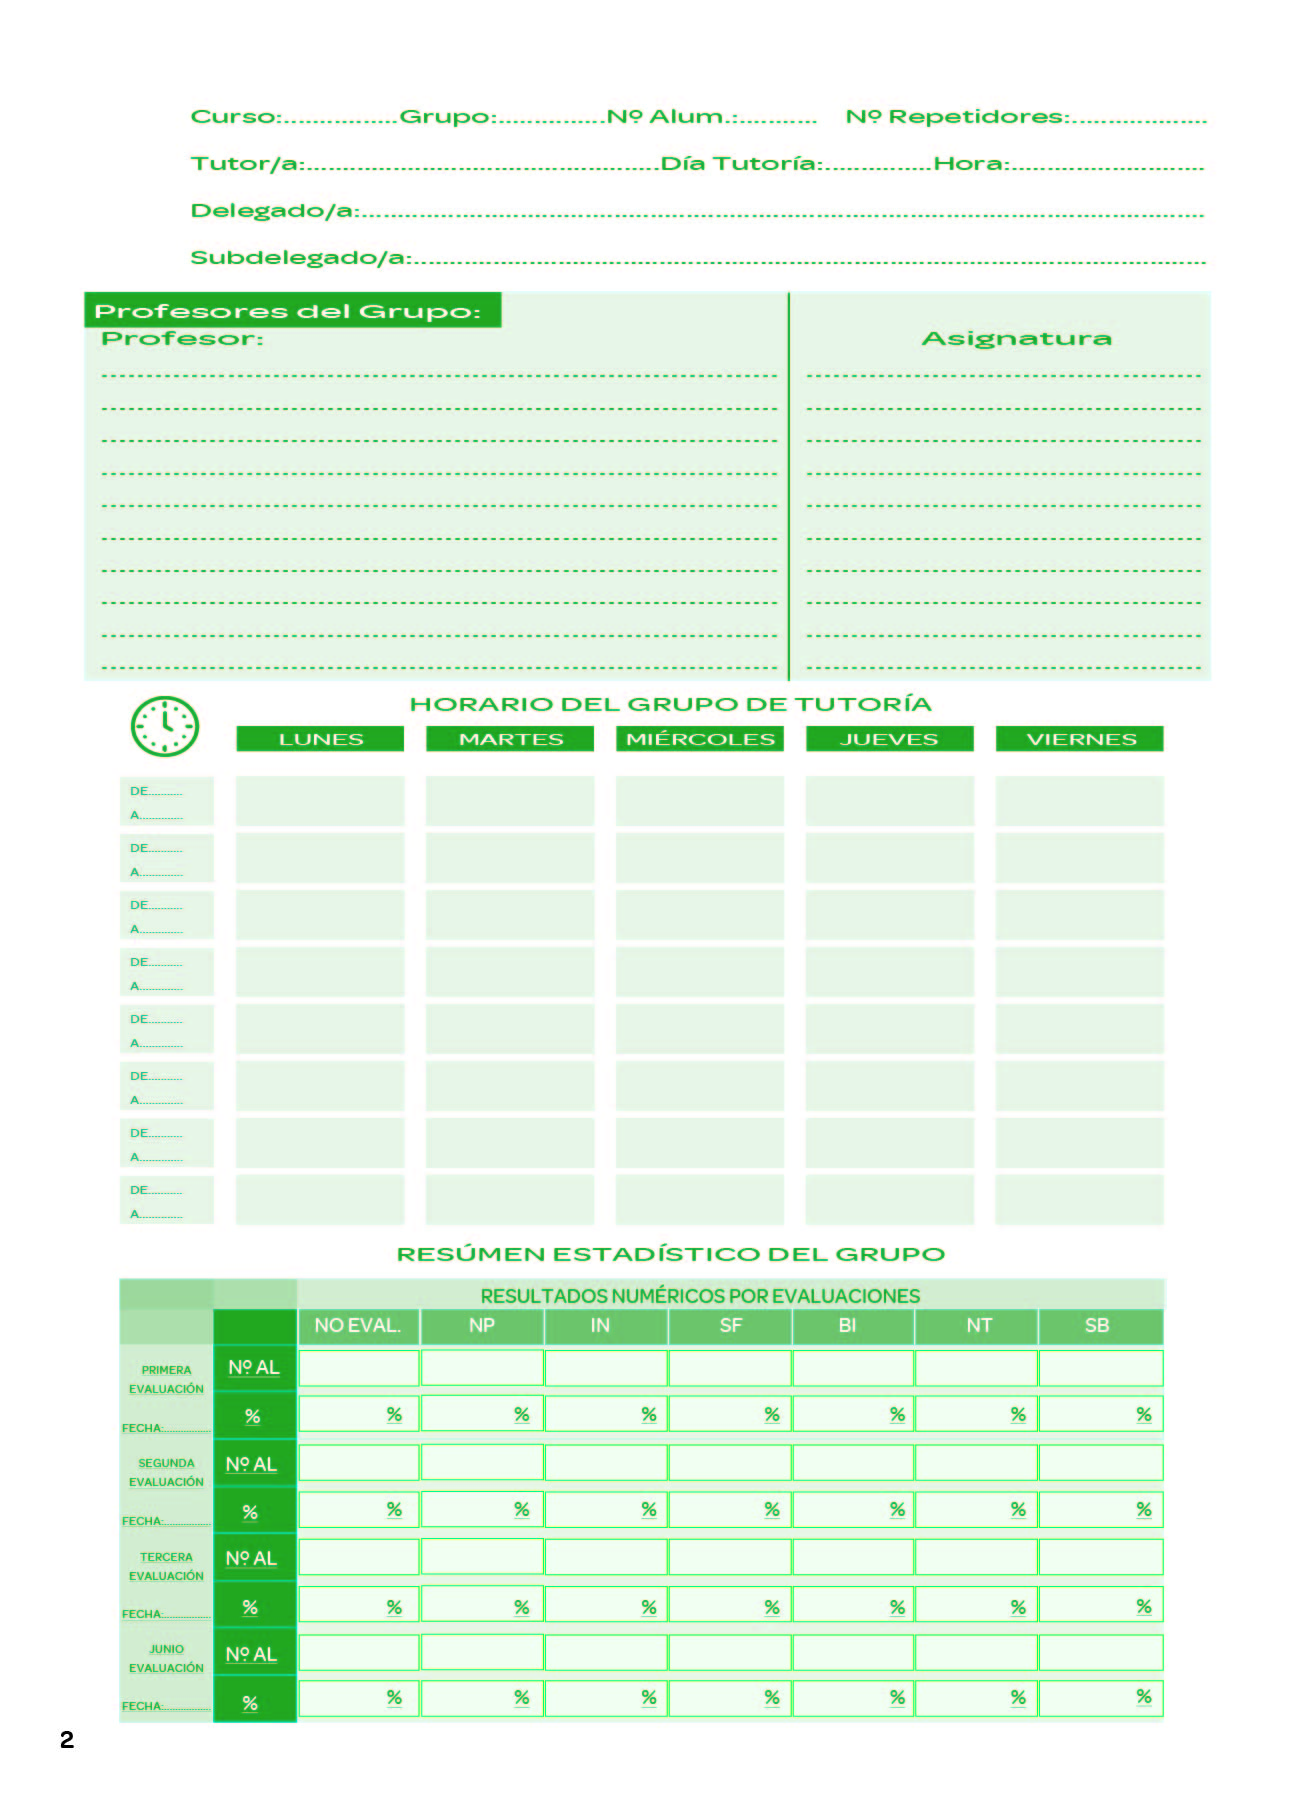 Curso:................Grupo:...............Nº Alum.:........... Nº Repetidores:...................
Tutor/a:.................................................Día Tutoría:...............Hora:...........................
Delegado/a:.....................................................................................................................
Subdelegado/a:..............................................................................................................
Profesores del Grupo:
Profesor: Asignatura
HORARIO DEL GRUPO DE TUTORÍA
LUNES MARTES MIÉRCOLES JUEVES VIERNES
DE...........
A..............
DE...........
A..............
DE...........
A..............
DE...........
A..............
DE...........
A..............
DE...........
A..............
DE...........
A..............
DE...........
A..............
RESÚMEN ESTADÍSTICO DEL GRUPO
RESULTADOS NUMÉRICOS POR EVALUACIONES
NO EVAL. NP IN SF BI NT SB
PRIMERA
EVALUACIÓN
Nº AL
FECHA:................
% % % % % % % %
SEGUNDA
EVALUACIÓN
Nº AL
FECHA:................
% % % % % % % %
TERCERA
EVALUACIÓN
Nº AL
FECHA:................
% % % % % % % %
JUNIO
EVALUACIÓN
Nº AL
FECHA:................
% % % % % % % %
2